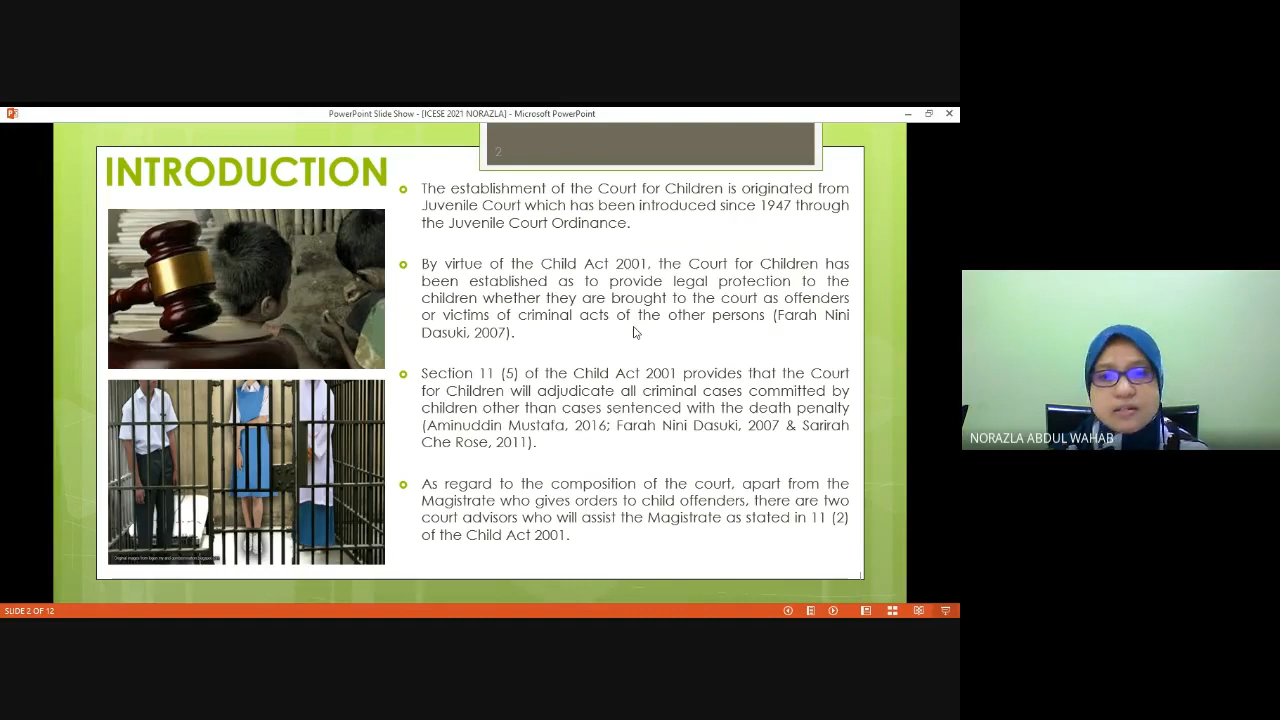 PowerPoint Slide Show - [ICESE 2021 NORAZLA] - Microsoft PowerPoint
2
INTRODUCTION
The establishment of the Court for Children is originated from
Juvenile Court which has been introduced since 1947 through
the Juvenile Court Ordinance.
By virtue of the Child Act 2001, the Court for Children has
been established as to provide legal protection to the
children whether they are brought to the court as offenders
or victims of criminal acts of the other persons (Farah Nini
Dasuki, 2007).
Section 11 (5) of the Child Act 2001 provides that the Court
for Children will adjudicate all criminal cases committed by
children other than cases sentenced with the death penalty
(Aminuddin Mustafa, 2016; Farah Nini Dasuki, 2007 & Sarirah
Che Rose, 2011).
As regard to the composition of the court, apart from the
Magistrate who gives orders to child offenders, there are two
court advisors who will assist the Magistrate as stated in 11 (2)
of the Child Act 2001.
NORAZLA ABDUL WAHAB
SLIDE 2 OF 12